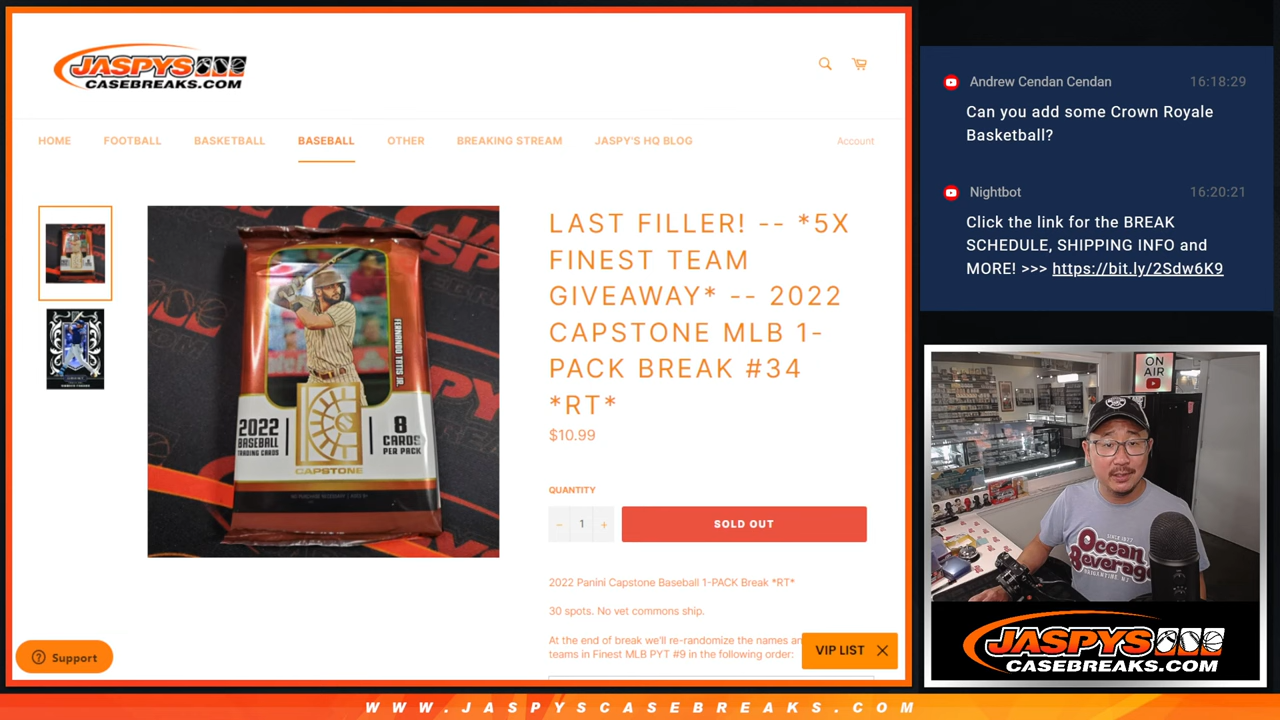 JASPYS
CASEBREAKS.COM
HOME
FOOTBALL
BASKETBALL
BASEBALL
OTHER
BREAKING STREAM
JASPY'S HQ BLOG
Account
FERNANDO TATIS JR.
2022
BASEBALL
TRADING CARDS
8
CARDS
PER PACK
CAPSTONE
LAST FILLER! -- *5X
FINEST TEAM
GIVEAWAY* -- 2022
CAPSTONE MLB 1-
PACK BREAK #34
*RT*
$10.99
QUANTITY
− 1 +
SOLD OUT
2022 Panini Capstone Baseball 1-PACK Break *RT*
30 spots. No vet commons ship.
At the end of break we'll re-randomize the names an
teams in Finest MLB PYT #9 in the following order:
Support
VIP LIST
Andrew Cendan Cendan 16:18:29
Can you add some Crown Royale
Basketball?
Nightbot 16:20:21
Click the link for the BREAK
SCHEDULE, SHIPPING INFO and
MORE! >>> https://bit.ly/2Sdw6K9
ON
AIR
Ocean
Beverage
JASPYS
CASEBREAKS.COM
WWW.JASPYSCASEBREAKS.COM